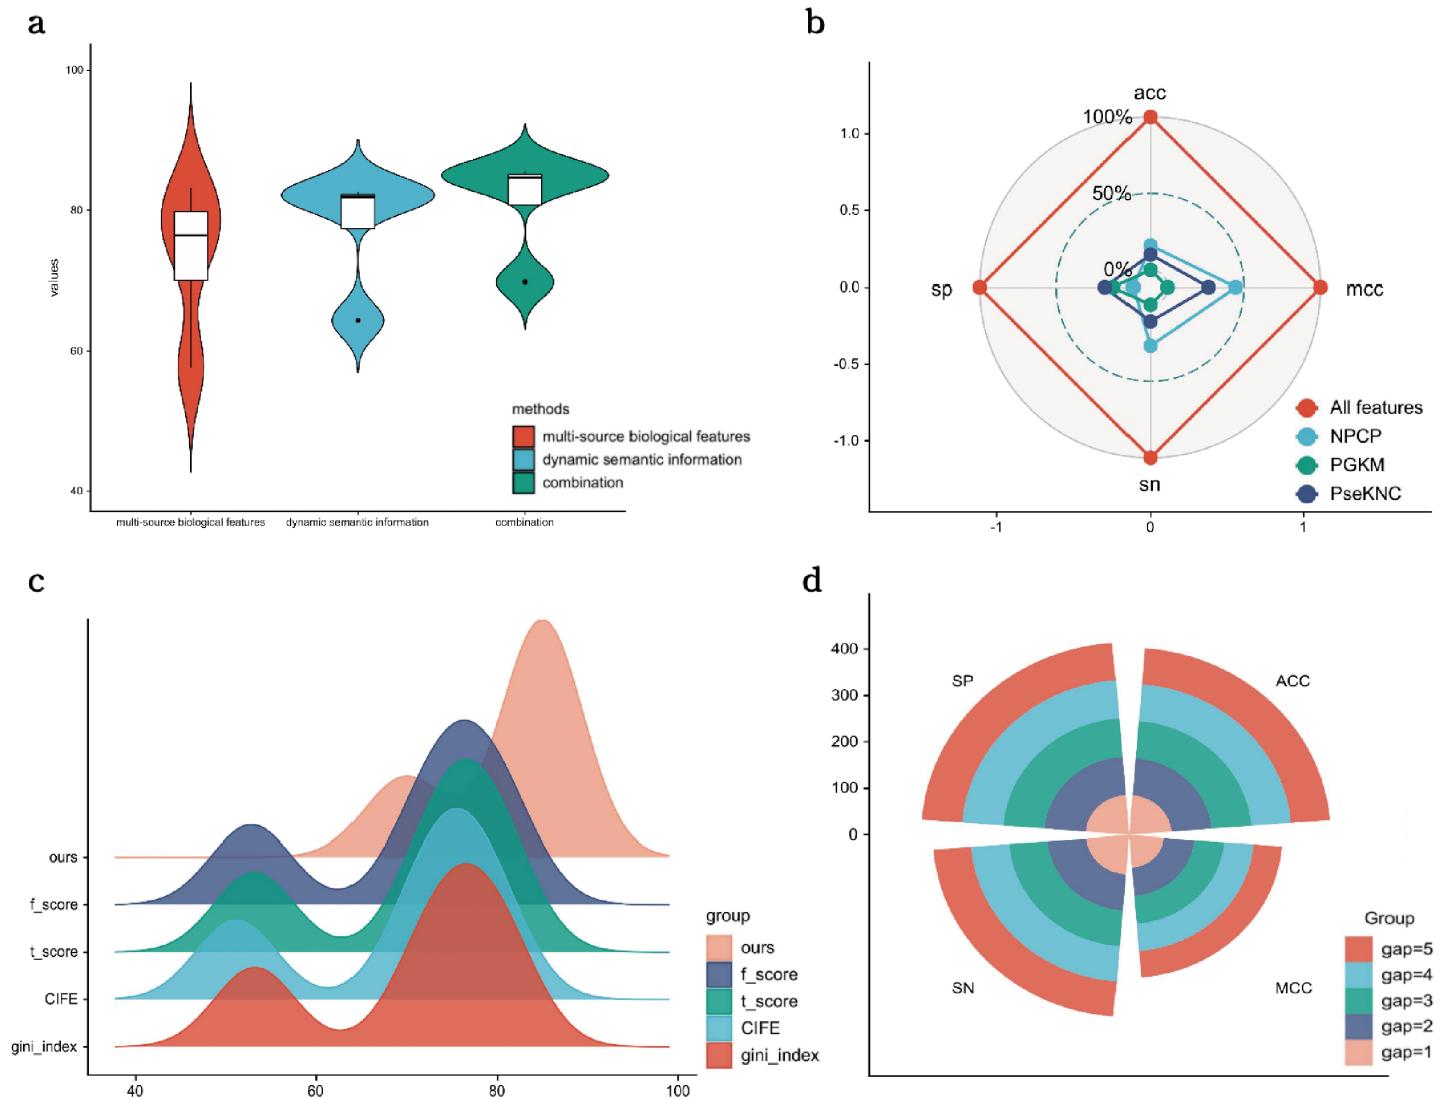 a
100
80
60
40
values
methods
multi-source biological features
dynamic semantic information
combination
multi-source biological features
dynamic semantic information
combination
b
1.0
0.5
0.0
-0.5
-1.0
acc
100%
50%
0%
sp
mcc
sn
All features
NPCP
PGKM
PseKNC
-1
0
1
c
ours
f_score
t_score
CIFE
gini_index
group
ours
f_score
t_score
CIFE
gini_index
40
60
80
100
d
400
300
200
100
0
SP
ACC
SN
MCC
Group
gap=5
gap=4
gap=3
gap=2
gap=1